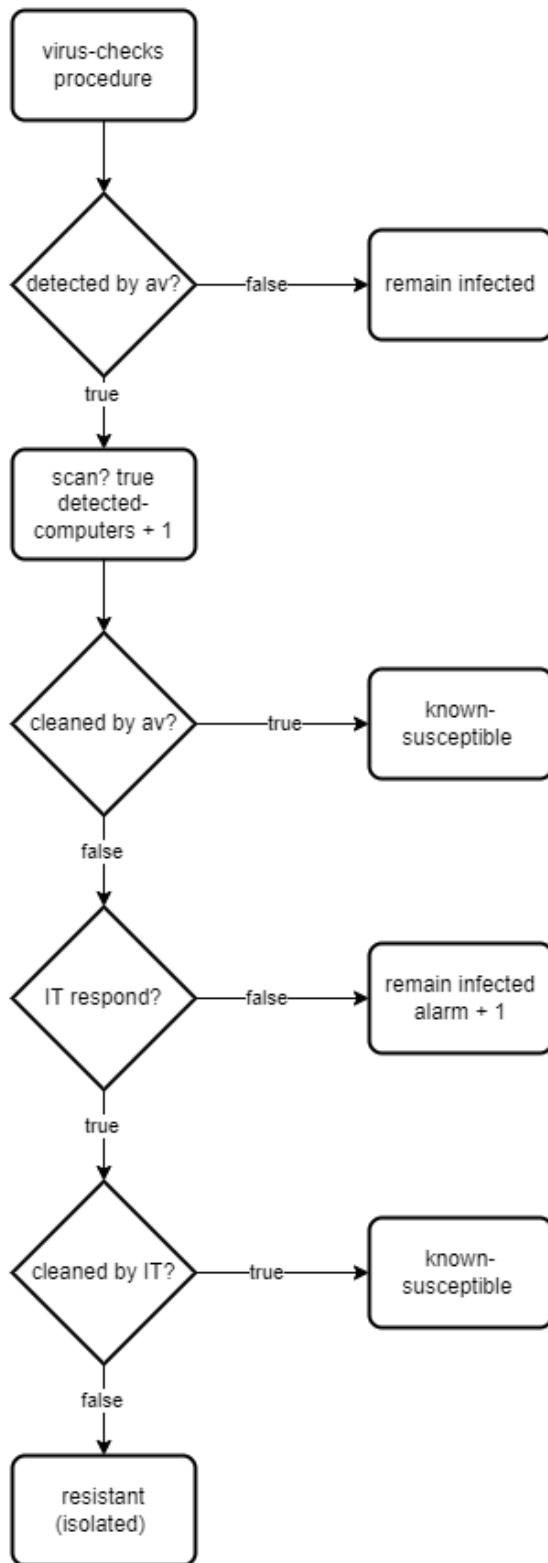 virus-checks
procedure
detected by av?
false
remain infected
true
scan? true
detected-
computers + 1
cleaned by av?
true
known-
susceptible
false
IT respond?
false
remain infected
alarm + 1
true
cleaned by IT?
true
known-
susceptible
false
resistant
(isolated)